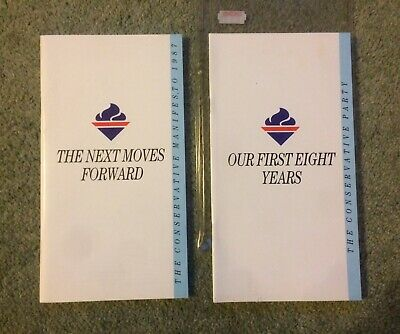 THE NEXT MOVES
FORWARD
THE CONSERVATIVE MANIFESTO 1987
OUR FIRST EIGHT
YEARS
THE CONSERVATIVE PARTY